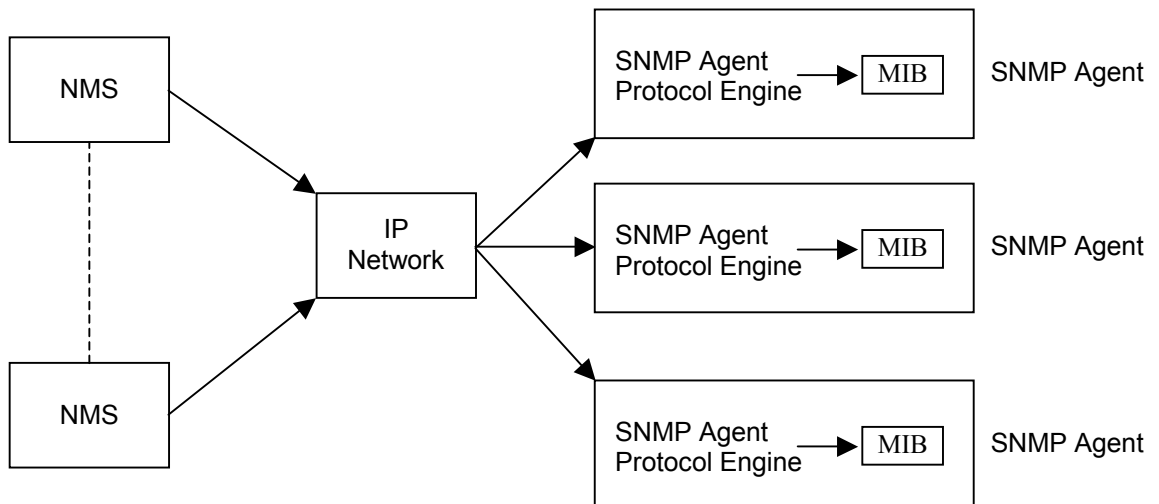 NMS
NMS
IP
Network
SNMP Agent
Protocol Engine
MIB
SNMP Agent
SNMP Agent
Protocol Engine
MIB
SNMP Agent
SNMP Agent
Protocol Engine
MIB
SNMP Agent